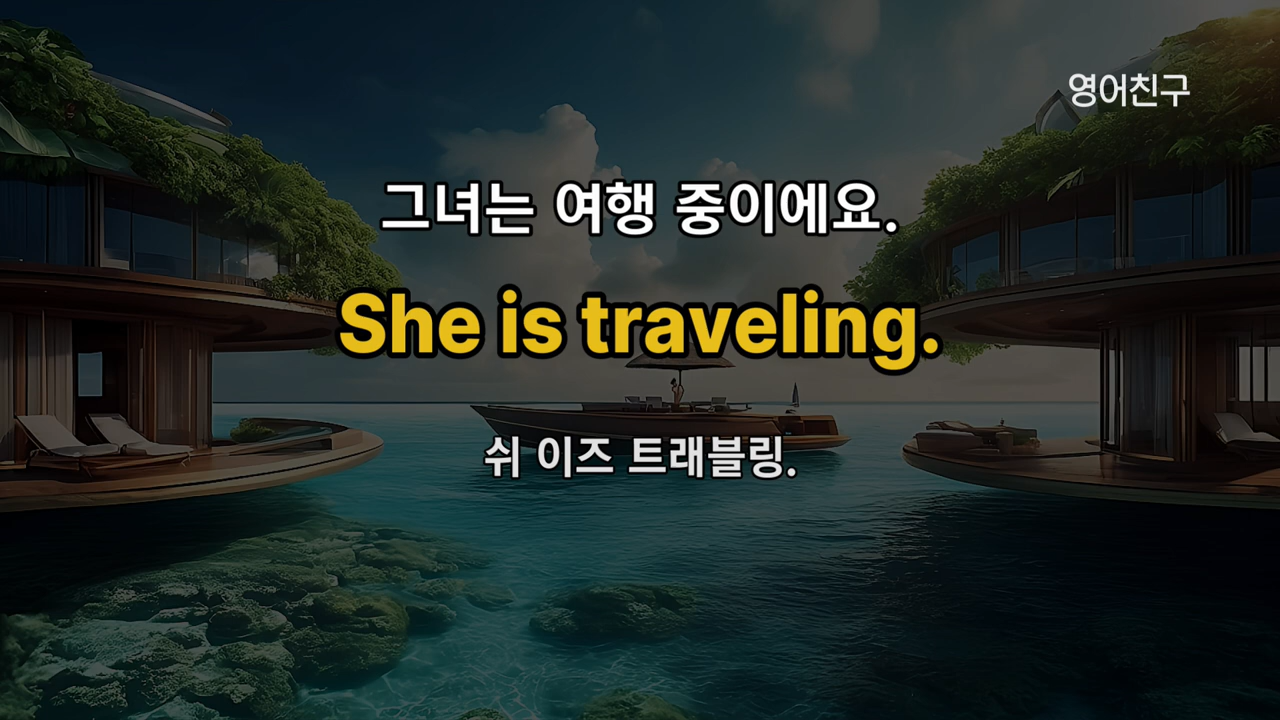 영어친구
그녀는 여행 중이에요.
She is traveling.
쉬 이즈 트래블링.